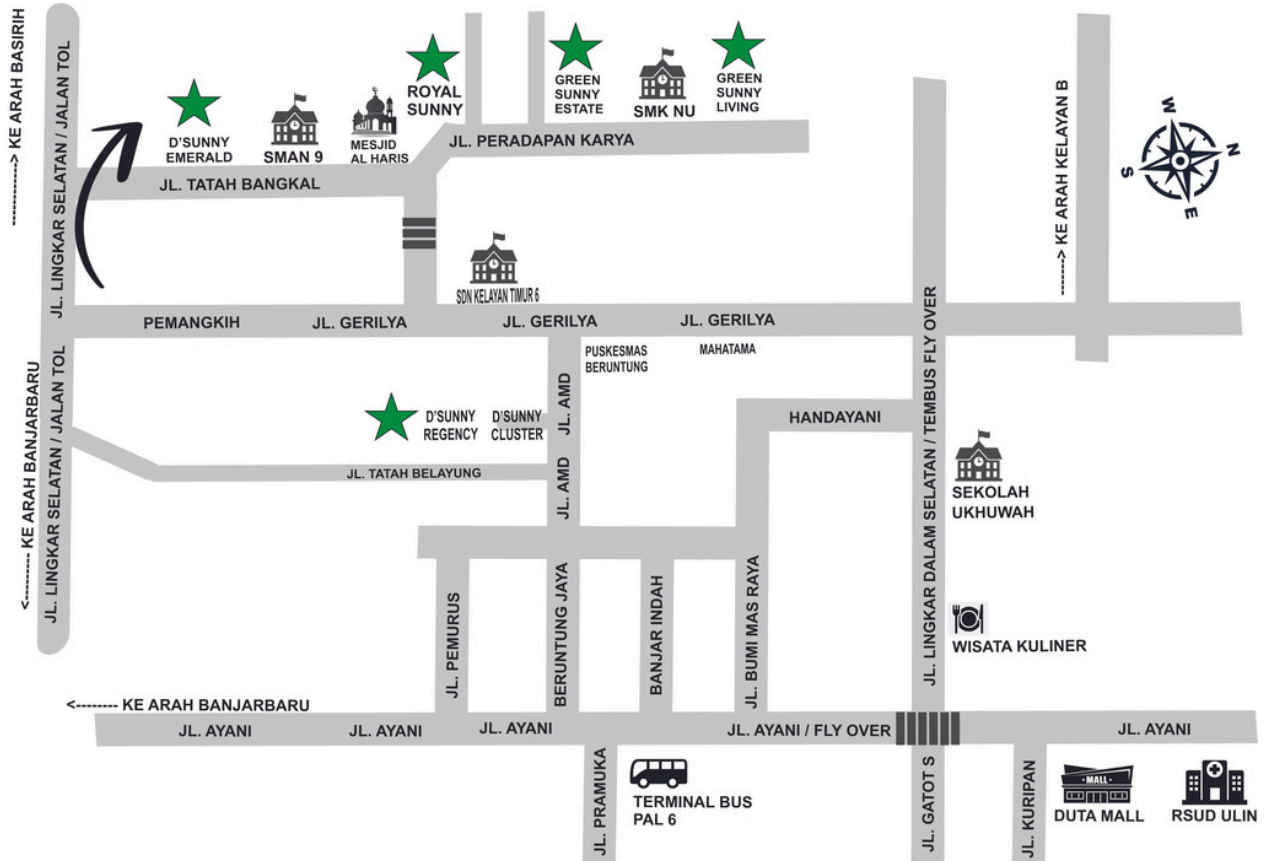 --------> KE ARAH BASIRIH
JL. LINGKAR SELATAN / JALAN TOL
D'SUNNY
EMERALD
SMAN 9
MESJID
AL HARIS
ROYAL
SUNNY
GREEN
SUNNY
ESTATE
SMK NU
GREEN
SUNNY
LIVING
JL. PERADAPAN KARYA
JL. TATAH BANGKAL
-----> KE ARAH KELAYAN B
W
N
S
E
SDN KELAYAN TIMUR 6
PEMANGKIH
JL. GERILYA
JL. GERILYA
JL. GERILYA
PUSKESMAS
BERUNTUNG
MAHATAMA
<------- KE ARAH BANJARBARU
JL. LINGKAR SELATAN / JALAN TOL
D'SUNNY
REGENCY
D'SUNNY
CLUSTER
JL. AMD
JL. AMD
HANDAYANI
JL. TATAH BELAYUNG
JL. LINGKAR DALAM SELATAN / TEMBUS FLY OVER
SEKOLAH
UKHUWAH
JL. PEMURUS
BERUNTUNG JAYA
BANJAR INDAH
JL. BUMI MAS RAYA
WISATA KULINER
<-------- KE ARAH BANJARBARU
JL. AYANI
JL. AYANI
JL. AYANI
JL. AYANI / FLY OVER
JL. AYANI
JL. PRAMUKA
TERMINAL BUS
PAL 6
JL. GATOT S
JL. KURIPAN
MALL
DUTA MALL
RSUD ULIN